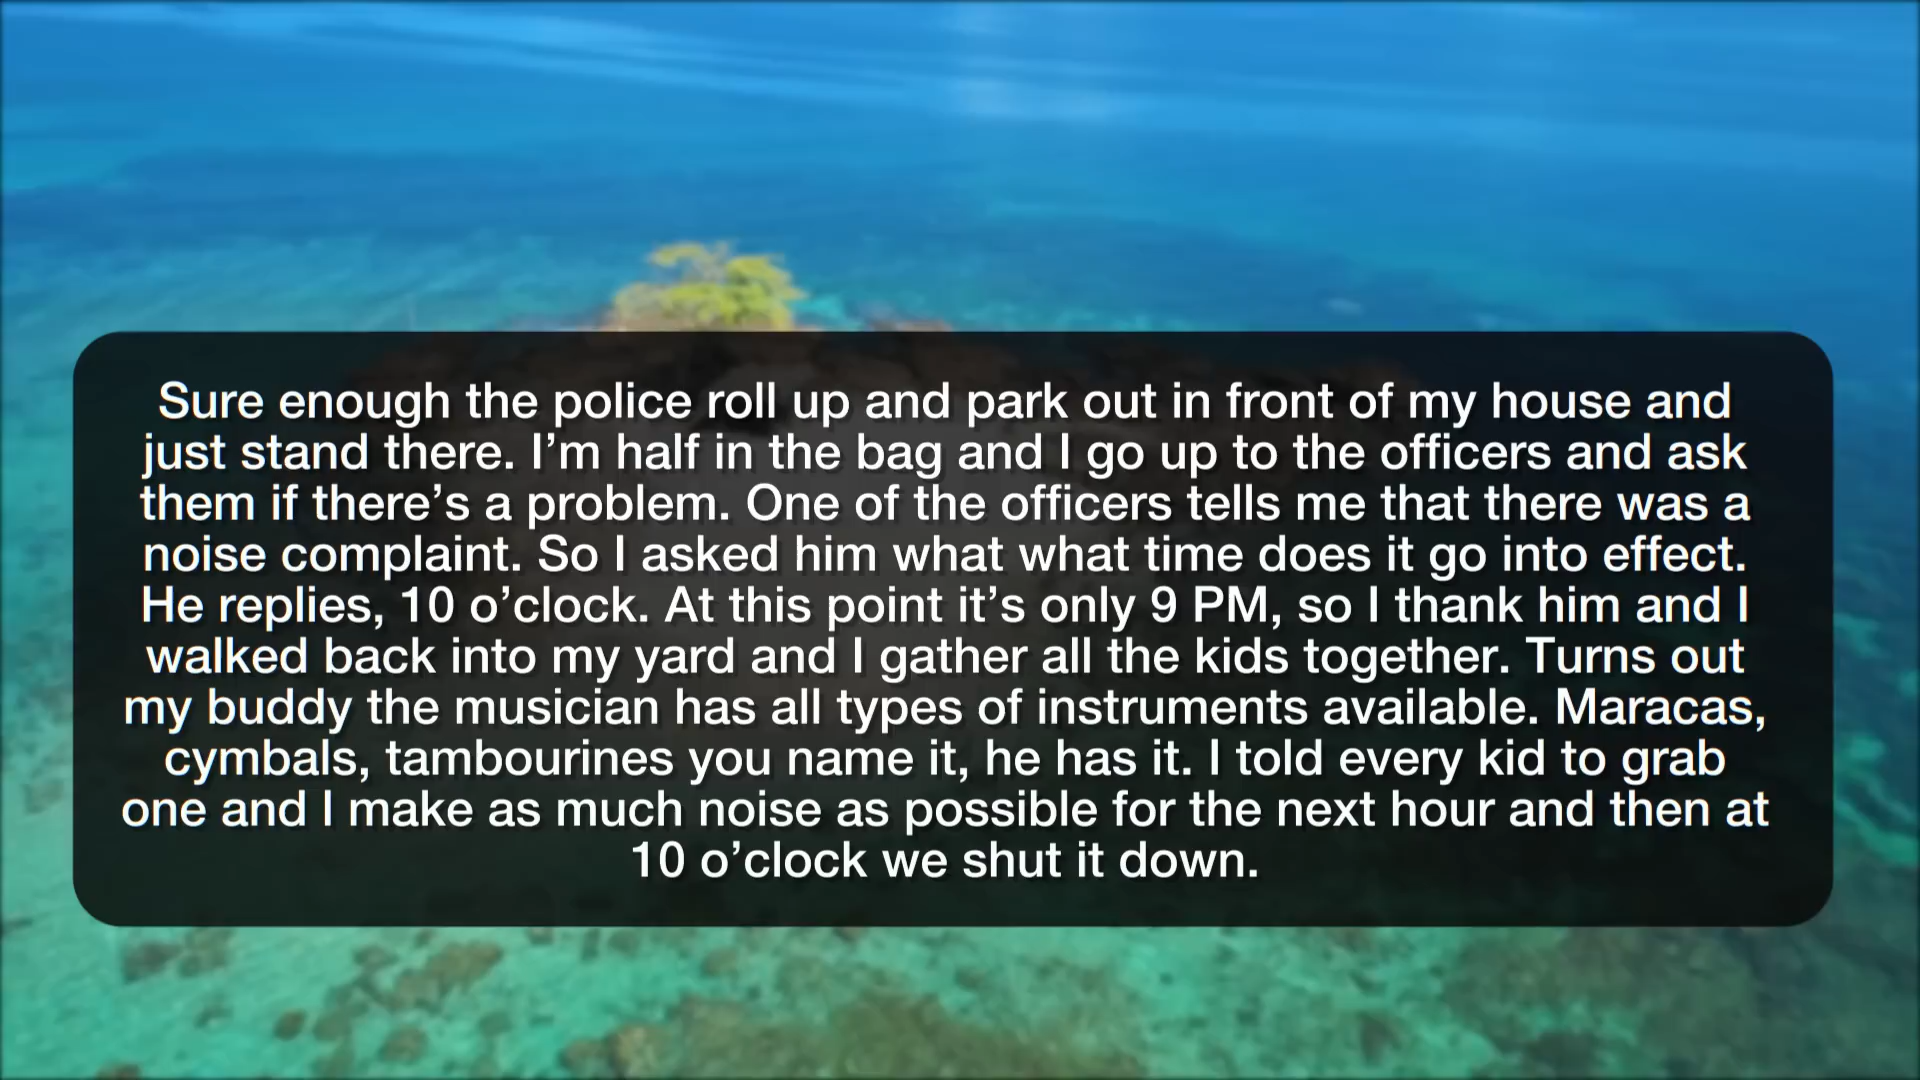 Sure enough the police roll up and park out in front of my house and
just stand there. I’m half in the bag and I go up to the officers and ask
them if there’s a problem. One of the officers tells me that there was a
noise complaint. So I asked him what what time does it go into effect.
He replies, 10 o’clock. At this point it’s only 9 PM, so I thank him and I
walked back into my yard and I gather all the kids together. Turns out
my buddy the musician has all types of instruments available. Maracas,
cymbals, tambourines you name it, he has it. I told every kid to grab
one and I make as much noise as possible for the next hour and then at
10 o’clock we shut it down.